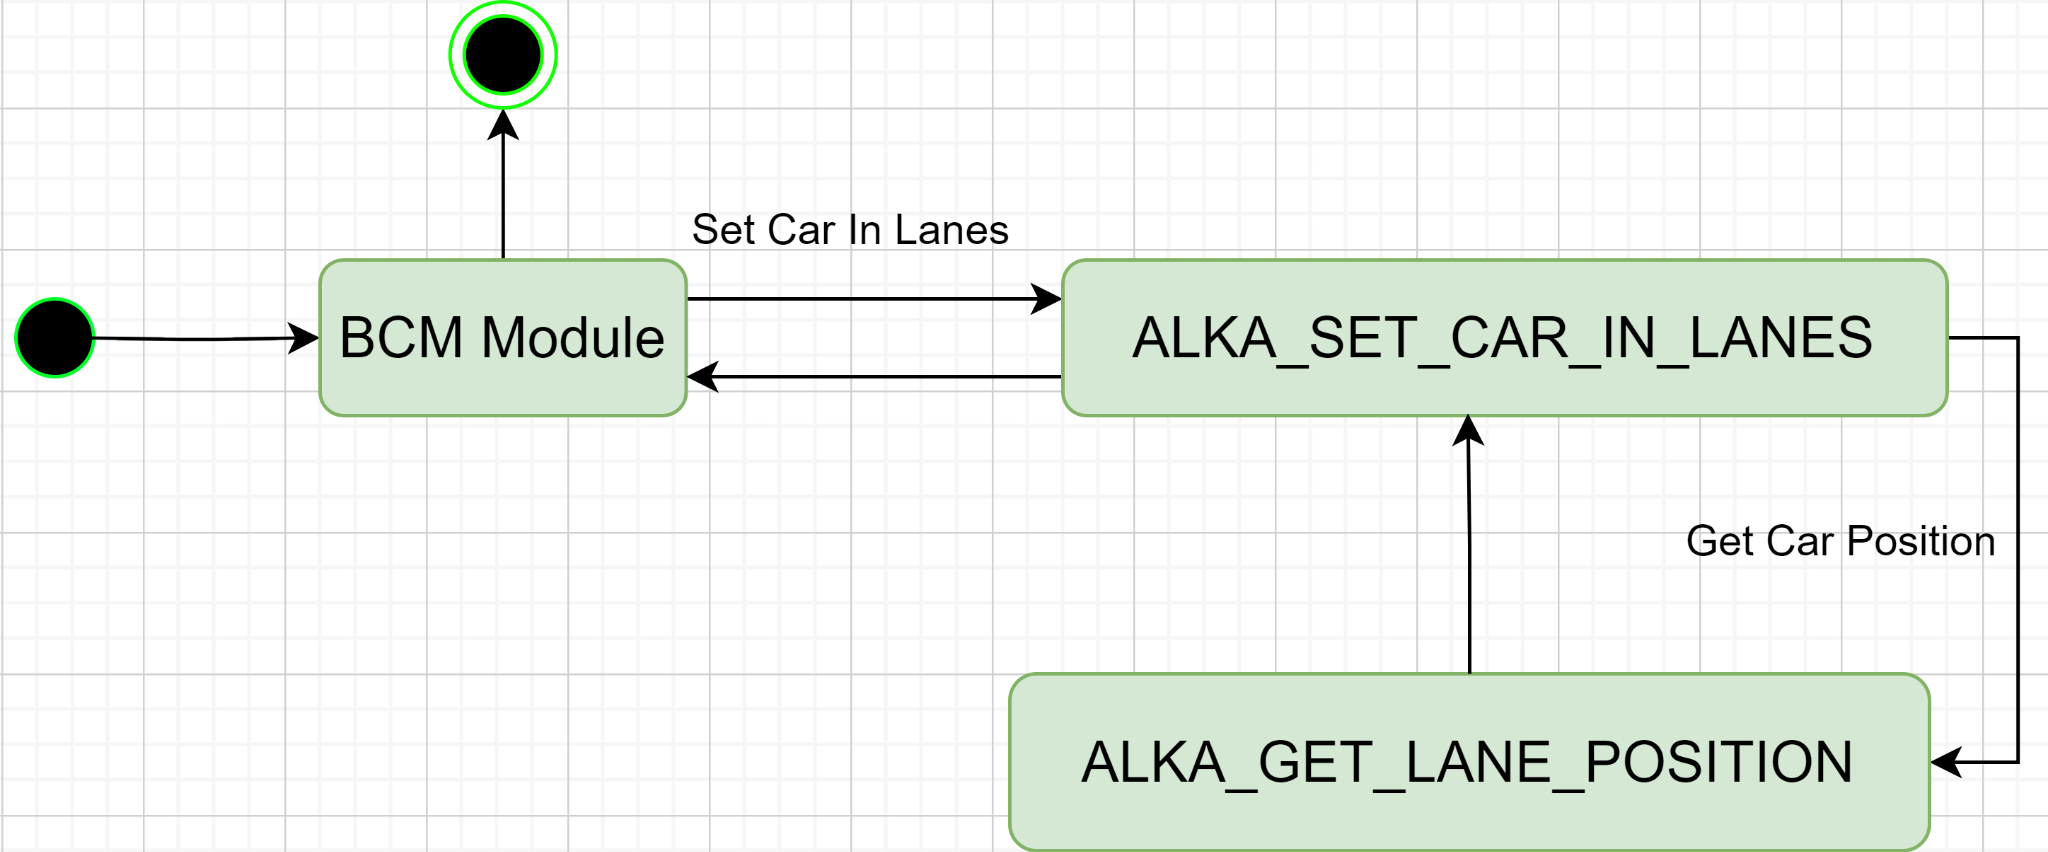 Set Car In Lanes
BCM Module
ALKA_SET_CAR_IN_LANES
Get Car Position
ALKA_GET_LANE_POSITION